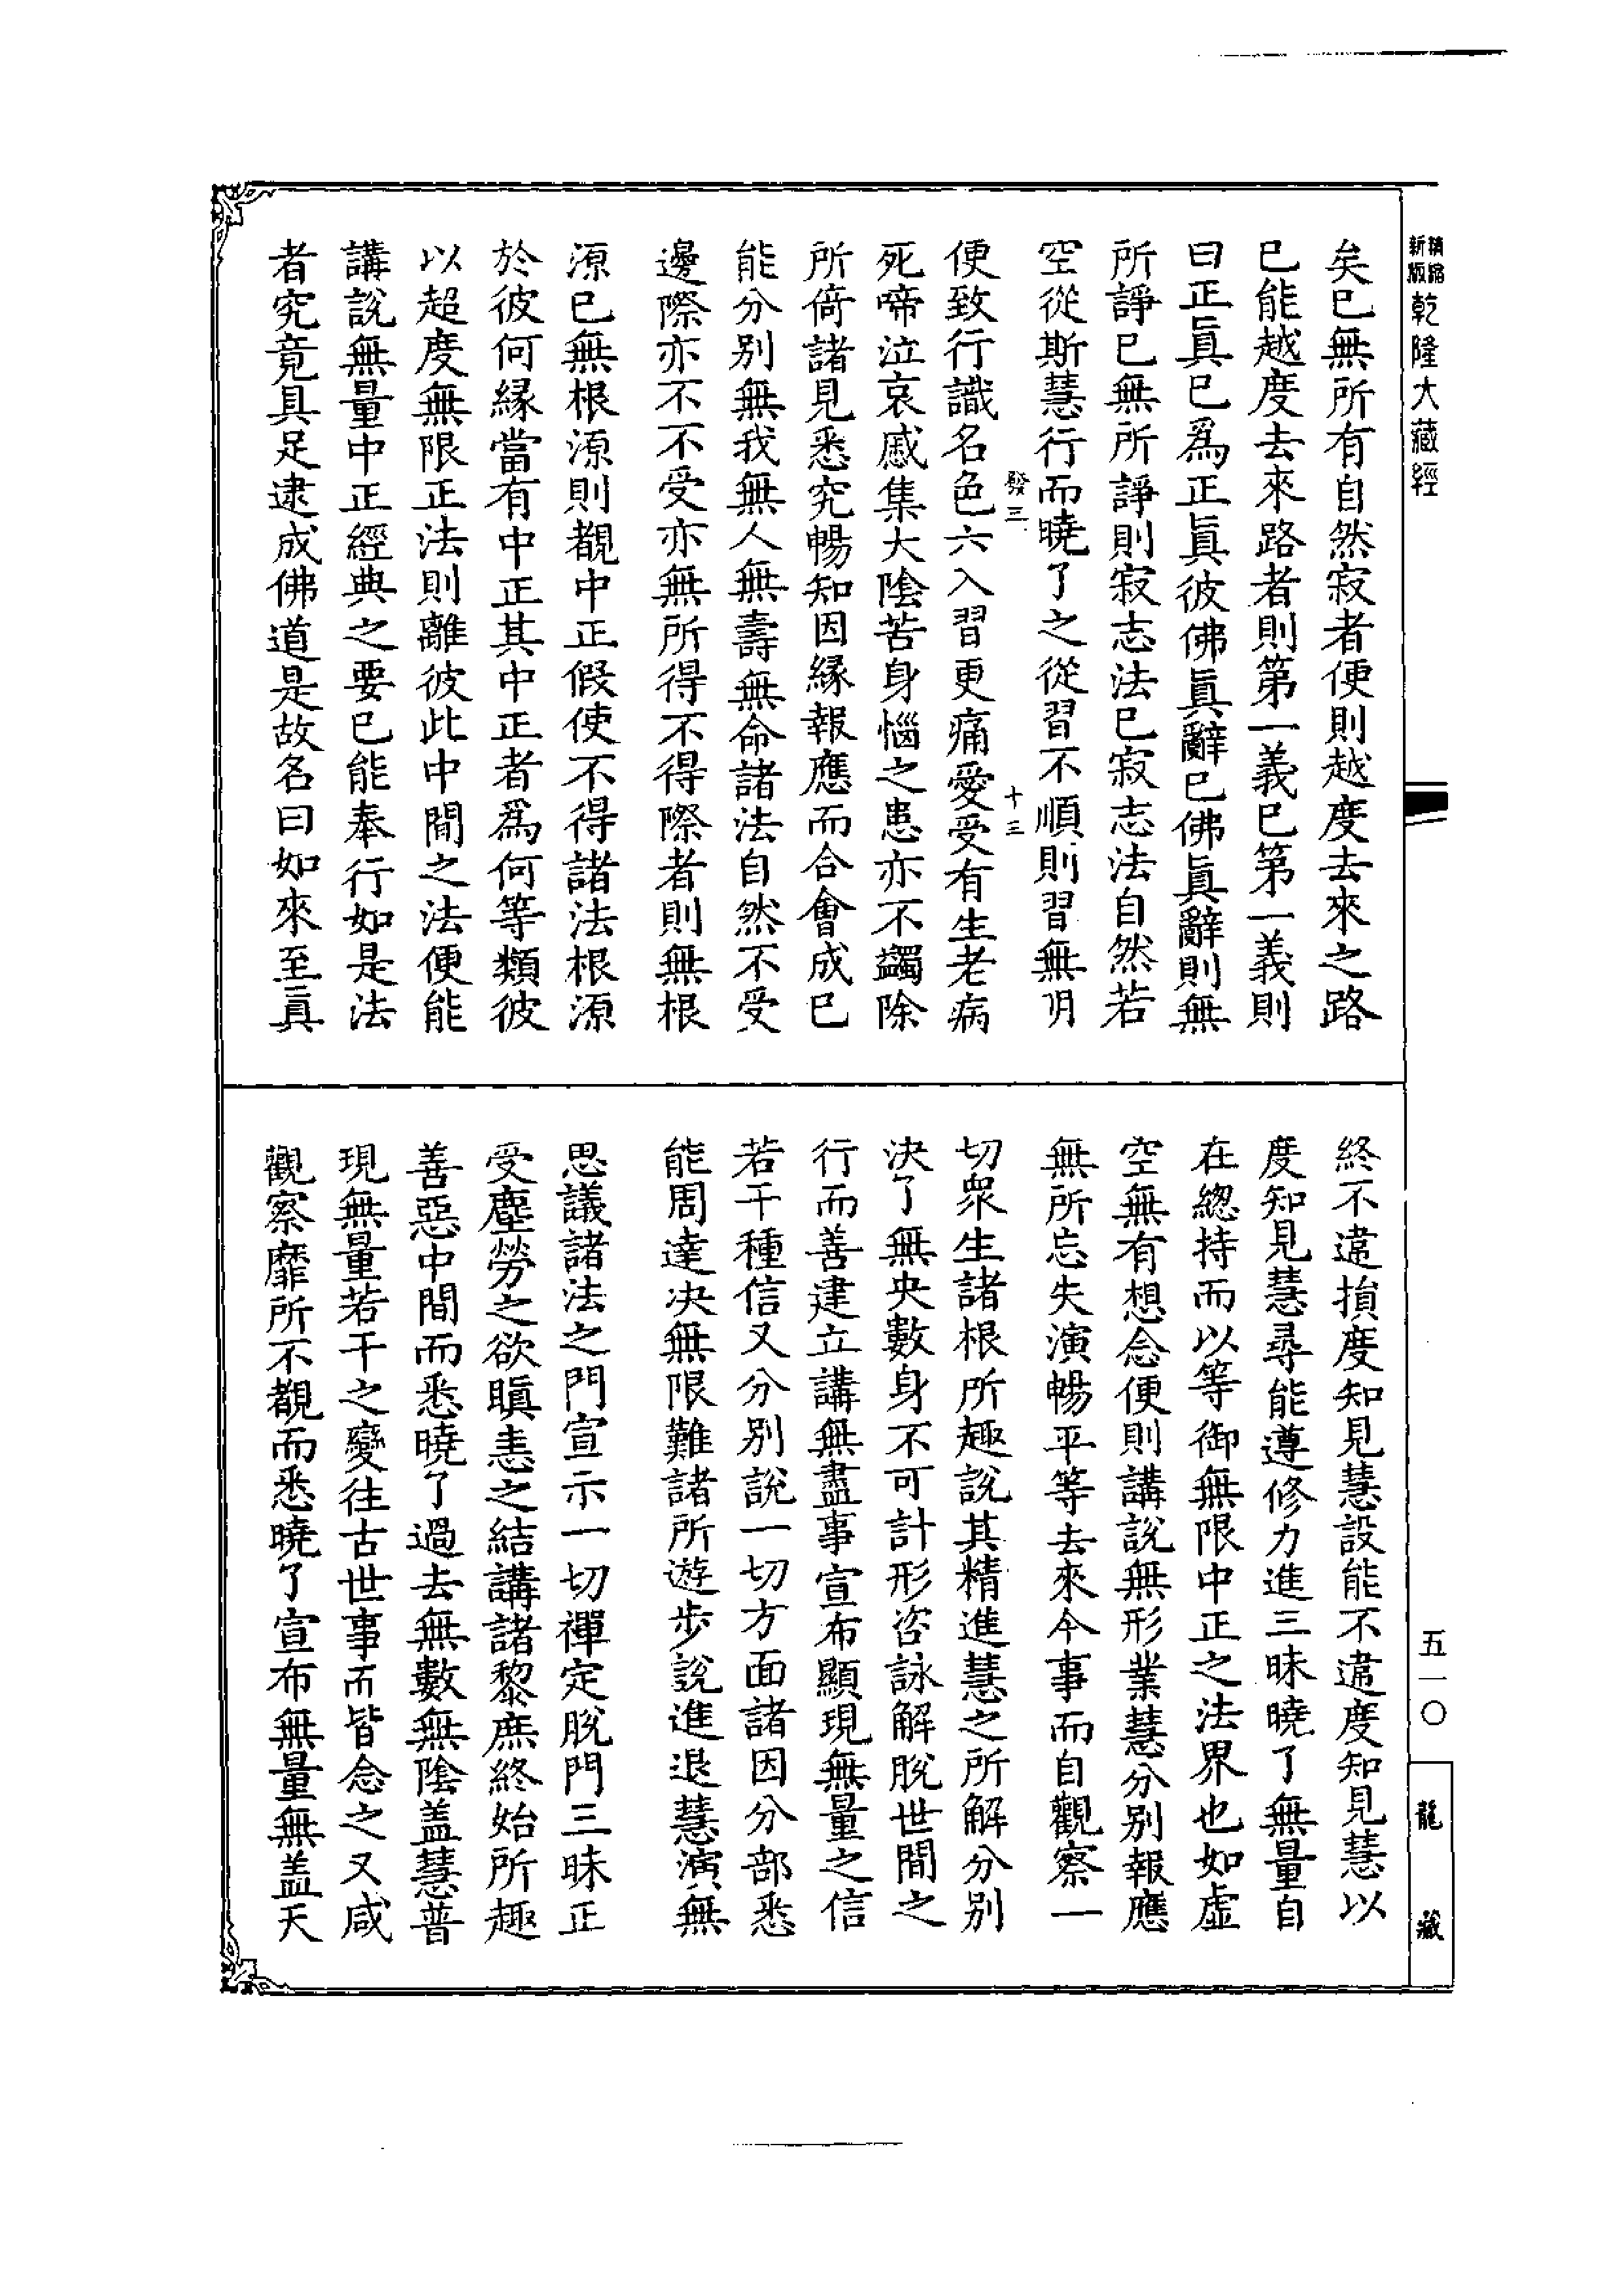 新版精縮乾隆大藏經
矣已無所有自然寂者便則越度去來之路
已能越度去來路者則第一義已第一義則
曰正眞已爲正眞彼佛眞辭已佛眞辭則無
所諍已無所諍則寂志法已寂志法自然若
空從斯慧行而曉了之從習不順則習無明
發三 十三
便致行識名色六入習更痛愛受有生老病
死啼泣哀慼集大陰苦身惱之患亦不蠲除
所倚諸見悉究暢知因緣報應而合會成已
能分別無我無人無壽無命諸法自然不受
邊際亦不不受亦無所得不得際者則無根
源已無根源則覩中正假使不得諸法根源
於彼何緣當有中正其中正者爲何等類彼
以超度無限正法則離彼此中間之法便能
講說無量中正經典之要已能奉行如是法
者究竟具足逮成佛道是故名曰如來至眞
終不違損度知見慧設能不違度知見慧以
度知見慧尋能遵修力進三昧曉了無量自
在總持而以等御無限中正之法界也如虛
空無有想念便則講說無形業慧分別報應
無所忘失演暢平等去來今事而自觀察一
切衆生諸根所趣說其精進慧之所解分別
決了無央數身不可計形咨詠解脫世間之
行而善建立講無盡事宣布顯現無量之信
若干種信又分別說一切方面諸因分部悉
能周達决無限難諸所遊步說進退慧演無
思議諸法之門宣示一切禪定脫門三昧正
受塵勞之欲瞋恚之結講諸黎庶終始所趣
善惡中間而悉曉了過去無數無陰盖慧普
現無量若干之變往古世事而皆念之又咸
觀察靡所不覩而悉曉了宣布無量無盖天
五一〇
龍藏